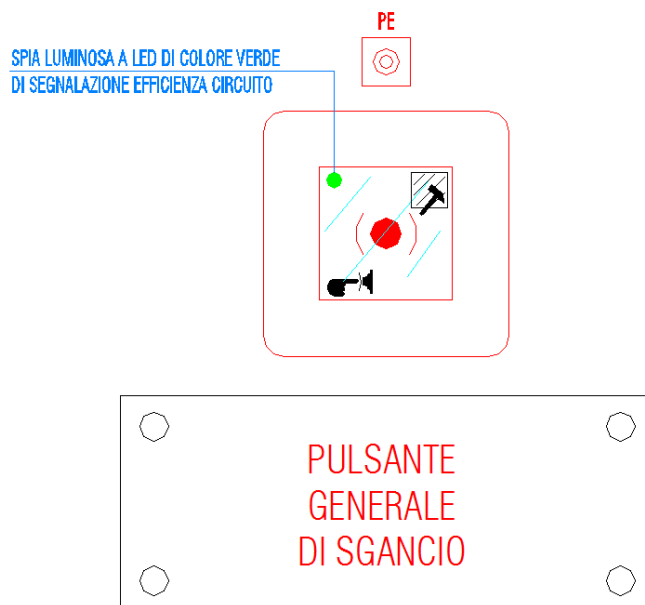 PE
SPIA LUMINOSA A LED DI COLORE VERDE
DI SEGNALAZIONE EFFICIENZA CIRCUITO
PULSANTE
GENERALE
DI SGANCIO